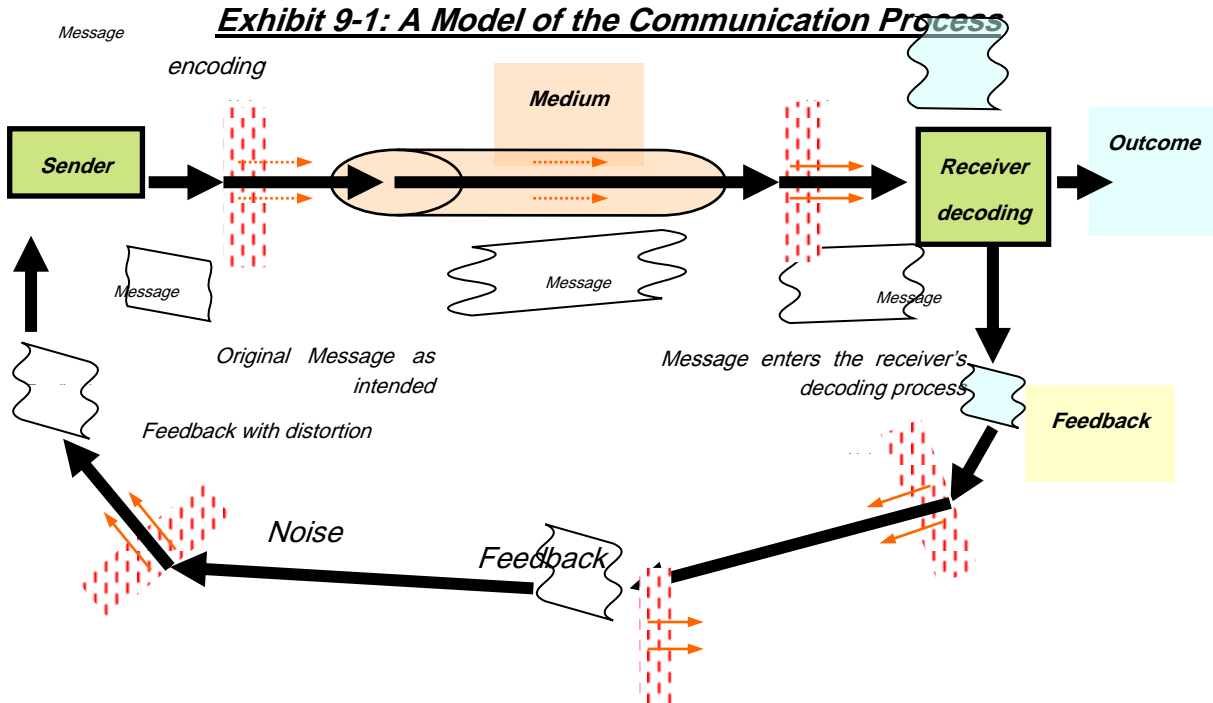 Exhibit 9-1: A Model of the Communication Process
Message
encoding
Medium
Sender
Receiver
decoding
Outcome
Message
Message
Message
Original Message as
intended
Message enters the receiver's
decoding process
Feedback with distortion
Feedback
Noise
Feedback